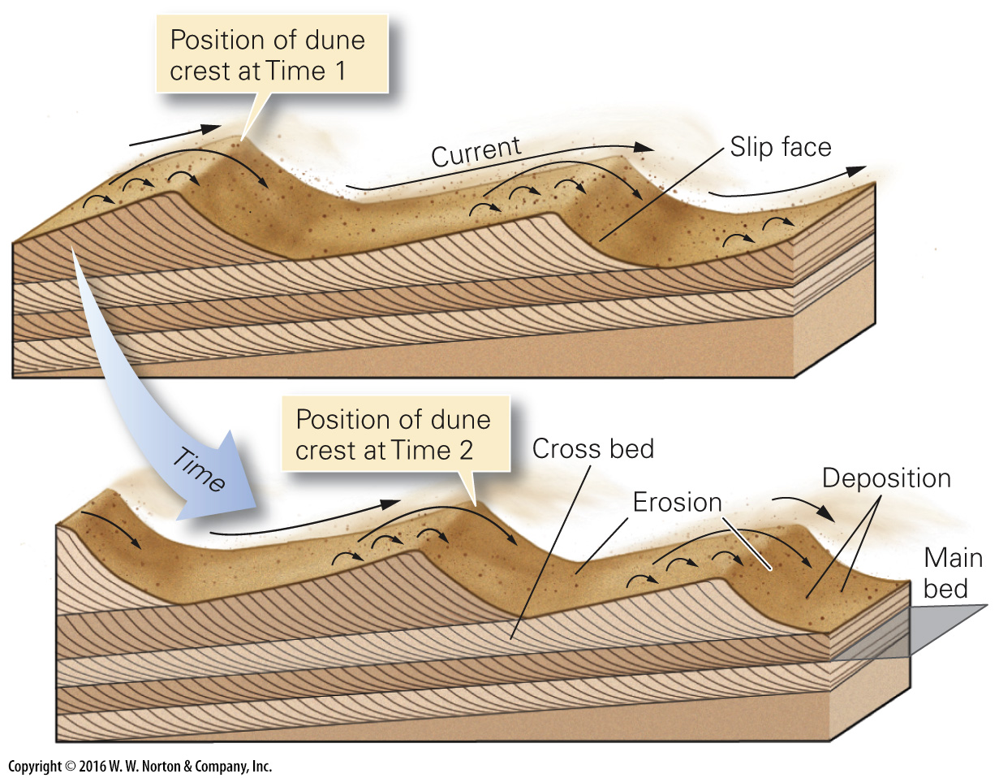 Position of dune
crest at Time 1
Current
Slip face
Time
Position of dune
crest at Time 2
Cross bed
Erosion
Deposition
Main
bed
Copyright © 2016 W. W. Norton & Company, Inc.